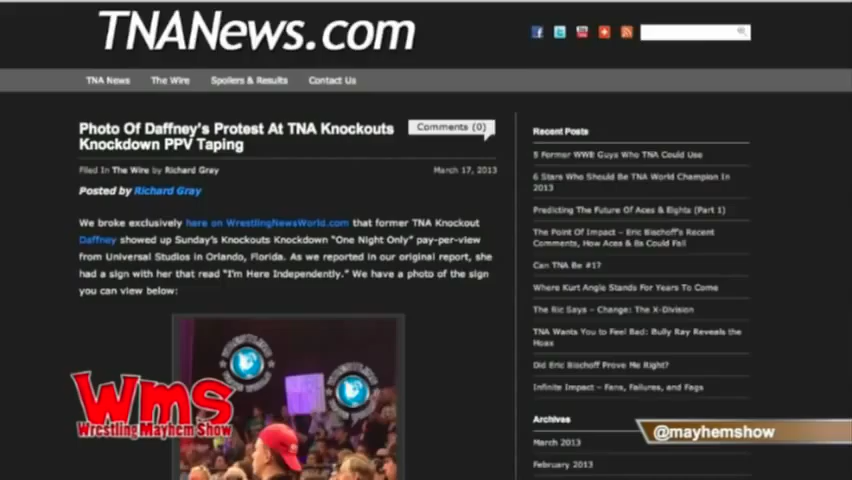 TNANews.com
TNA News
The Wire
Spoilers & Results
Contact Us
Photo Of Daffney's Protest At TNA Knockouts
Knockdown PPV Taping
Comments (0)
Filed In The Wire by Richard Gray
March 17, 2013
Posted by Richard Gray
We broke exclusively here on WrestlingNewsWorld.com that former TNA Knockout
Daffney showed up Sunday's Knockouts Knockdown "One Night Only" pay-per-view
from Universal Studios in Orlando, Florida. As we reported in our original report, she
had a sign with her that read "I'm Here Independently." We have a photo of the sign
you can view below:
Recent Posts
5 Former WWE Guys Who TNA Could Use
6 Stars Who Should Be TNA World Champion In
2013
Predicting The Future Of Aces & Eights (Part 1)
The Point Of Impact – Eric Bischoff's Recent
Comments, How Aces & 8s Could Fail
Can TNA Be #1?
Where Kurt Angle Stands For Years To Come
The Ric Says – Change: The X-Division
TNA Wants You to Feel Bad: Bully Ray Reveals the
Hoax
Did Eric Bischoff Prove Me Right?
Infinite Impact – Fans, Failures, and Fags
Archives
March 2013
February 2013
WRESTLING
WRESTLING
Wms
Wrestling Mayhem Show
@mayhemshow